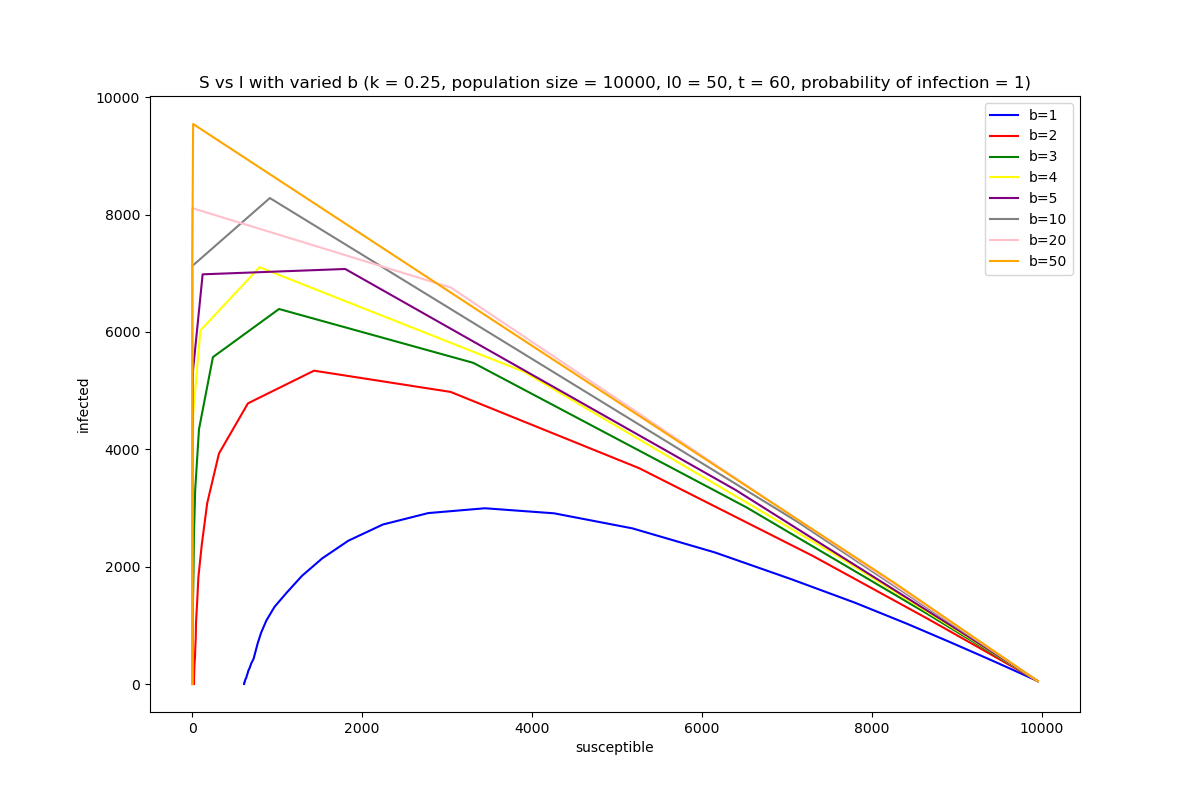 S vs I with varied b (k = 0.25, population size = 10000, I0 = 50, t = 60, probability of infection = 1)
10000
8000
6000
4000
2000
0
infected
b=1
b=2
b=3
b=4
b=5
b=10
b=20
b=50
0 2000 4000 6000 8000 10000
susceptible